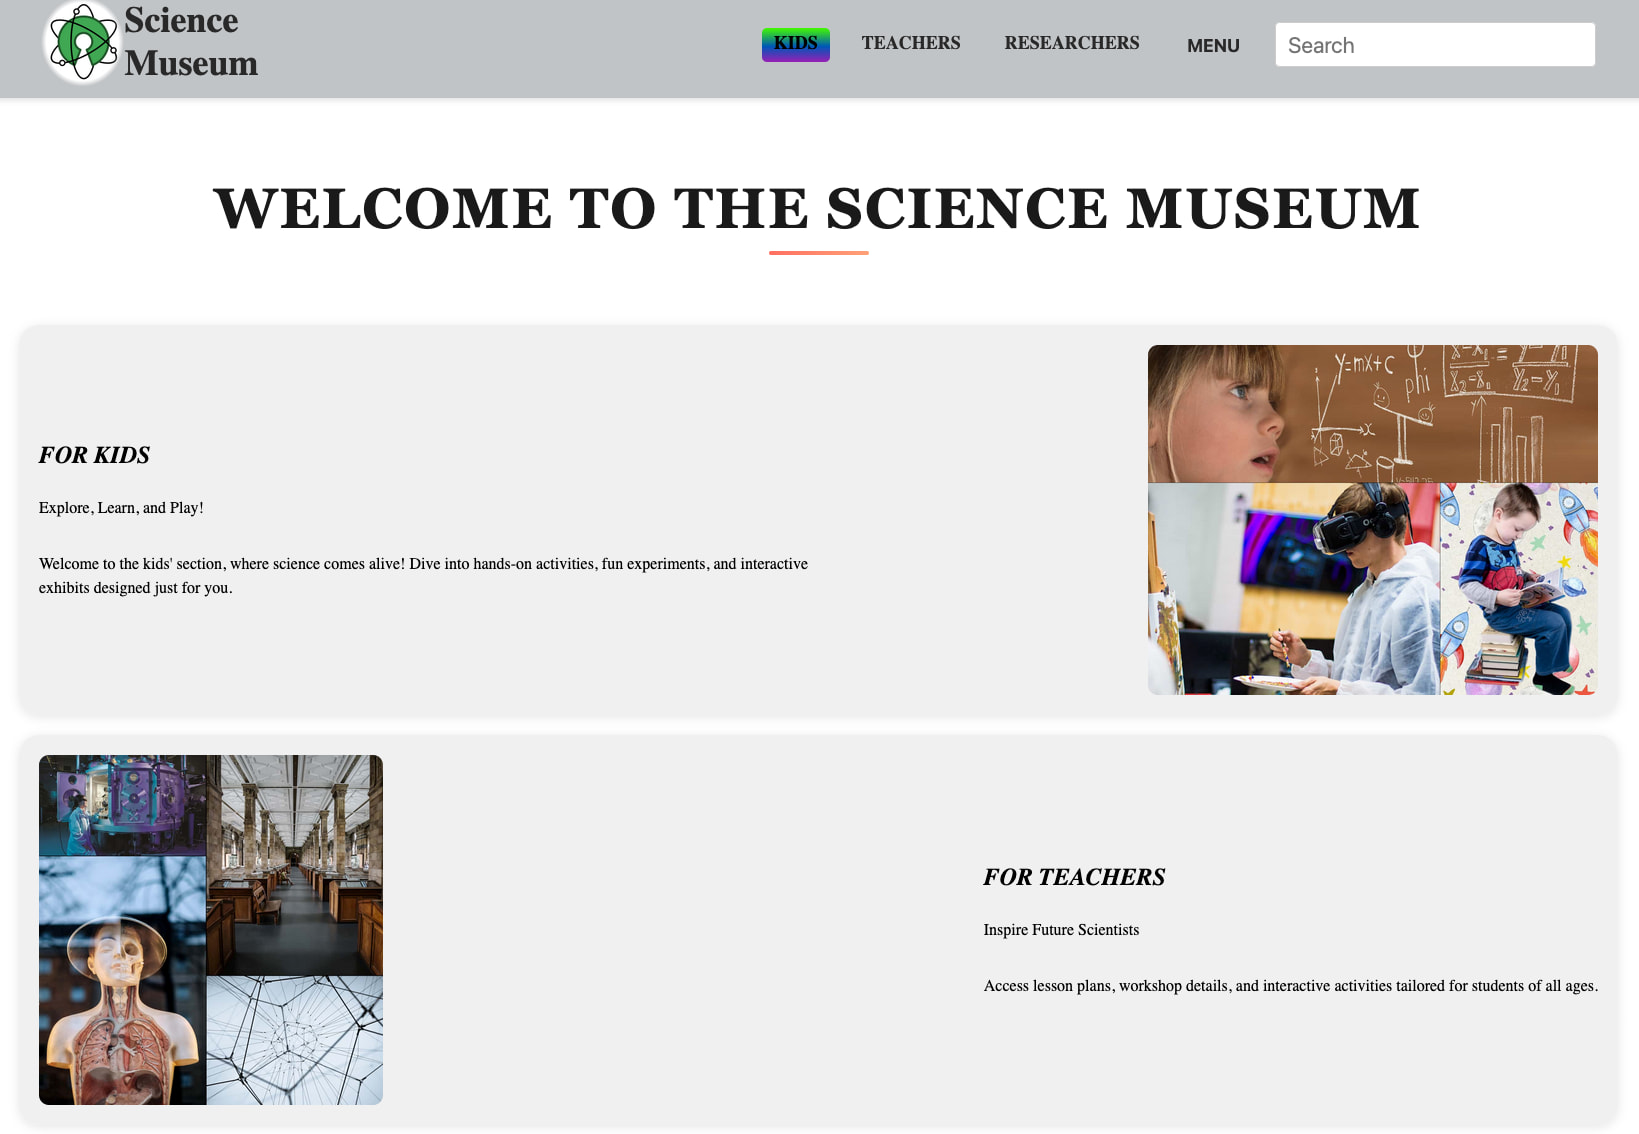 Science
Museum
KIDS
TEACHERS
RESEARCHERS
MENU
Search
WELCOME TO THE SCIENCE MUSEUM
FOR KIDS
Explore, Learn, and Play!
Welcome to the kids' section, where science comes alive! Dive into hands-on activities, fun experiments, and interactive
exhibits designed just for you.
Y=mx+c
phi
FOR TEACHERS
Inspire Future Scientists
Access lesson plans, workshop details, and interactive activities tailored for students of all ages.